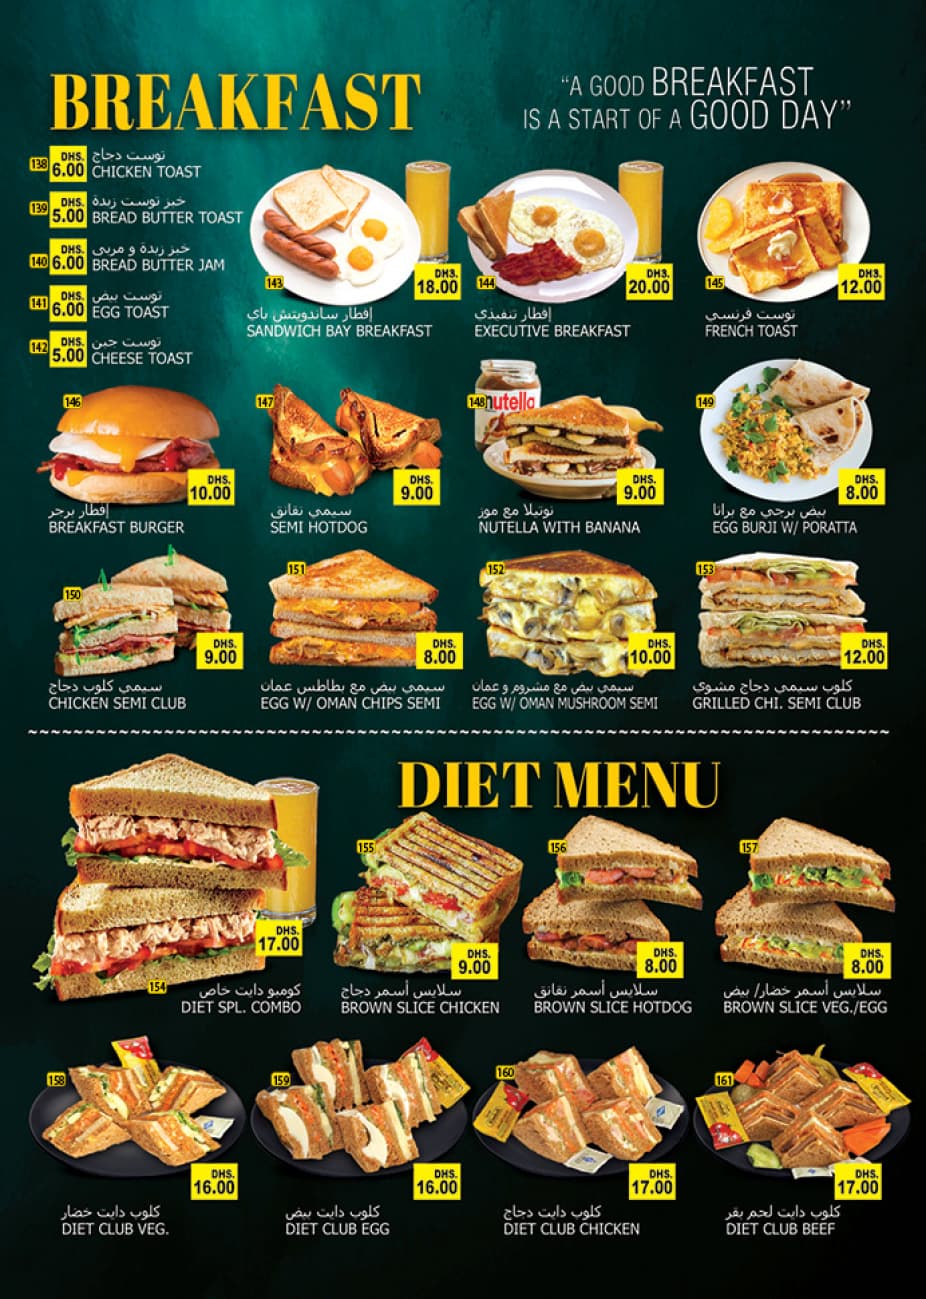 BREAKFAST
“A GOOD BREAKFAST
IS A START OF A GOOD DAY”
138 DHS. 6.00 توست دجاج
CHICKEN TOAST
139 DHS. 5.00 خبز توست زبدة
BREAD BUTTER TOAST
140 DHS. 6.00 خبز زبدة و مربى
BREAD BUTTER JAM
141 DHS. 6.00 توست بيض
EGG TOAST
142 DHS. 5.00 توست جبن
CHEESE TOAST
143
DHS.
18.00
إفطار ساندويتش باي
SANDWICH BAY BREAKFAST
144
DHS.
20.00
إفطار تنفيذي
EXECUTIVE BREAKFAST
145
DHS.
12.00
توست فرنسي
FRENCH TOAST
146
DHS.
10.00
إفطار برجر
BREAKFAST BURGER
147
DHS.
9.00
سيمي نقانق
SEMI HOTDOG
148
nutella
DHS.
9.00
نوتيلا مع موز
NUTELLA WITH BANANA
149
DHS.
8.00
بيض برجي مع براتا
EGG BURJI W/ PORATTA
150
DHS.
9.00
سيمي كلوب دجاج
CHICKEN SEMI CLUB
151
DHS.
8.00
سيمي بيض مع بطاطس عمان
EGG W/ OMAN CHIPS SEMI
152
DHS.
10.00
سيمي بيض مع مشروم و عمان
EGG W/ OMAN MUSHROOM SEMI
153
DHS.
12.00
كلوب سيمي دجاج مشوي
GRILLED CHI. SEMI CLUB
DIET MENU
154
DHS.
17.00
كومبو دايت خاص
DIET SPL. COMBO
155
DHS.
9.00
سلايس أسمر دجاج
BROWN SLICE CHICKEN
156
DHS.
8.00
سلايس أسمر نقانق
BROWN SLICE HOTDOG
157
DHS.
8.00
سلايس أسمر خضار/ بيض
BROWN SLICE VEG./EGG
158
DHS.
16.00
كلوب دايت خضار
DIET CLUB VEG.
159
DHS.
16.00
كلوب دايت بيض
DIET CLUB EGG
160
DHS.
17.00
كلوب دايت دجاج
DIET CLUB CHICKEN
161
DHS.
17.00
كلوب دايت لحم بقر
DIET CLUB BEEF